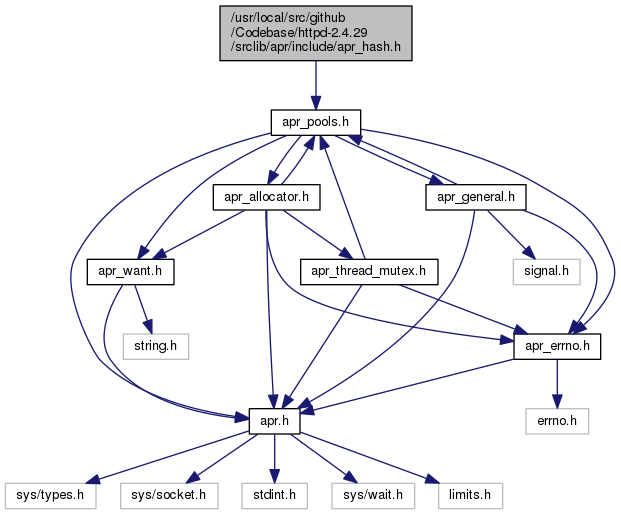 /usr/local/src/github
/Codebase/httpd-2.4.29
/srclib/apr/include/apr_hash.h
apr_pools.h
apr_allocator.h
apr_general.h
apr_want.h
apr_thread_mutex.h
signal.h
string.h
apr_errno.h
apr.h
errno.h
sys/types.h
sys/socket.h
stdint.h
sys/wait.h
limits.h